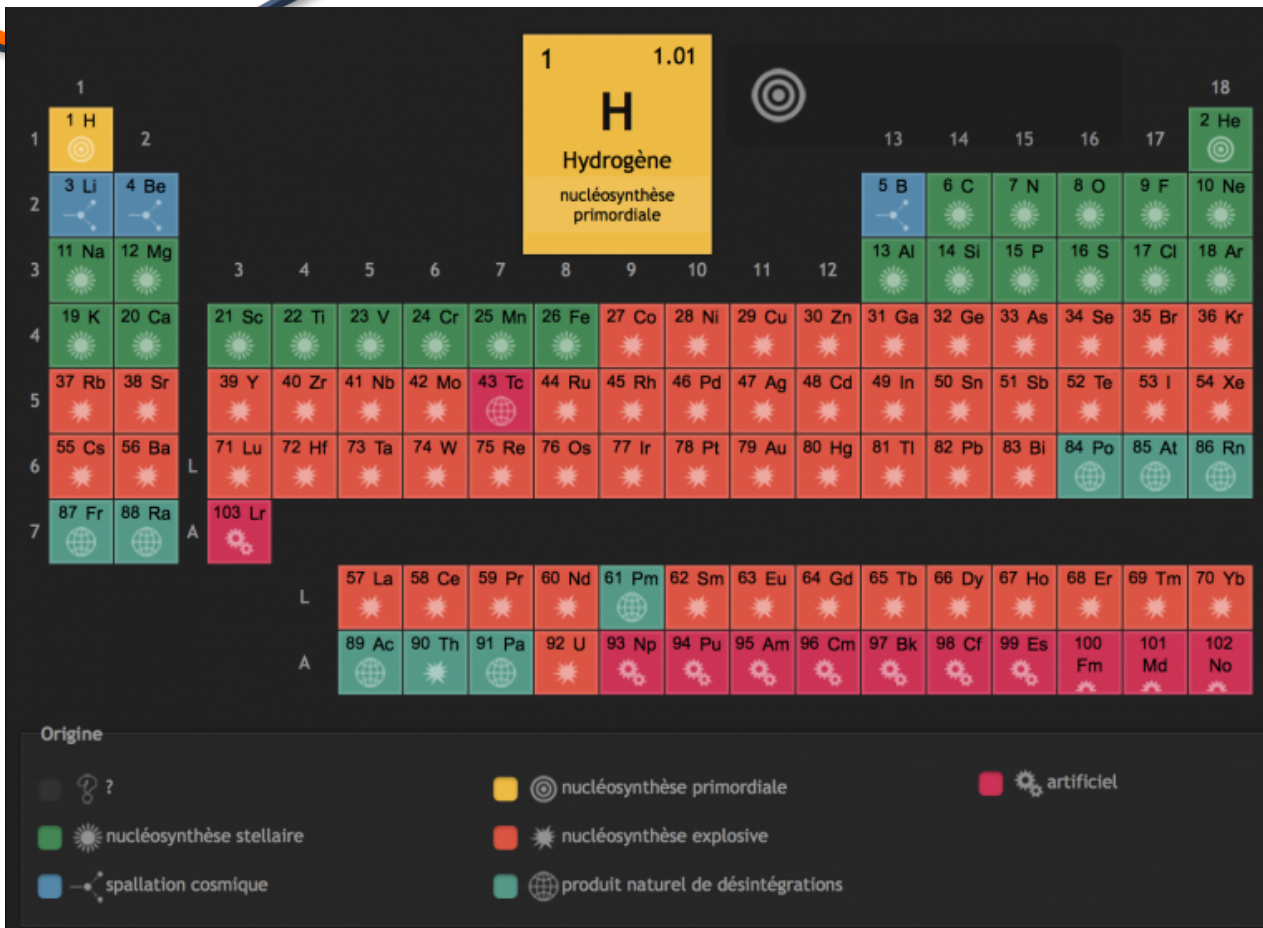 1 1.01
H
Hydrogène
nucléosynthèse
primordiale
1 18
1 1 H 2 13 14 15 16 17 2 He
2 3 Li 4 Be 5 B 6 C 7 N 8 O 9 F 10 Ne
3 11 Na 12 Mg 3 4 5 6 7 8 9 10 11 12 13 Al 14 Si 15 P 16 S 17 Cl 18 Ar
4 19 K 20 Ca 21 Sc 22 Ti 23 V 24 Cr 25 Mn 26 Fe 27 Co 28 Ni 29 Cu 30 Zn 31 Ga 32 Ge 33 As 34 Se 35 Br 36 Kr
5 37 Rb 38 Sr 39 Y 40 Zr 41 Nb 42 Mo 43 Tc 44 Ru 45 Rh 46 Pd 47 Ag 48 Cd 49 In 50 Sn 51 Sb 52 Te 53 I 54 Xe
6 55 Cs 56 Ba L 71 Lu 72 Hf 73 Ta 74 W 75 Re 76 Os 77 Ir 78 Pt 79 Au 80 Hg 81 Tl 82 Pb 83 Bi 84 Po 85 At 86 Rn
7 87 Fr 88 Ra A 103 Lr
L 57 La 58 Ce 59 Pr 60 Nd 61 Pm 62 Sm 63 Eu 64 Gd 65 Tb 66 Dy 67 Ho 68 Er 69 Tm 70 Yb
A 89 Ac 90 Th 91 Pa 92 U 93 Np 94 Pu 95 Am 96 Cm 97 Bk 98 Cf 99 Es 100 Fm 101 Md 102 No
Origine
? nucléosynthèse primordiale artificiel
nucléosynthèse stellaire nucléosynthèse explosive
spallation cosmique produit naturel de désintégrations